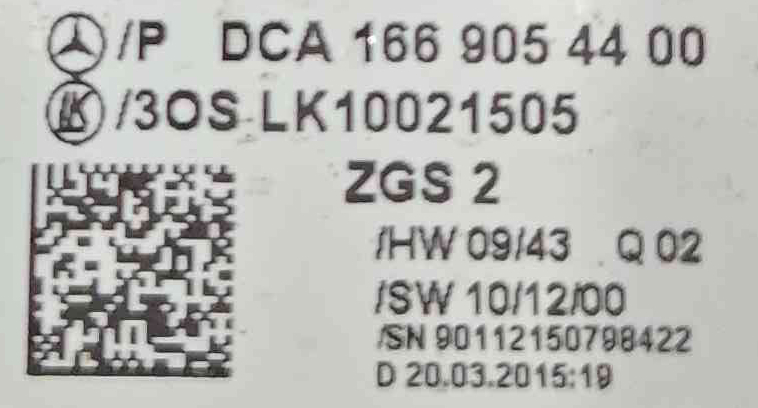 /P DCA 166 905 44 00
LK /3OS LK10021505
ZGS 2
/HW 09/43 Q 02
/SW 10/12/00
/SN 90112150798422
D 20.03.2015:19